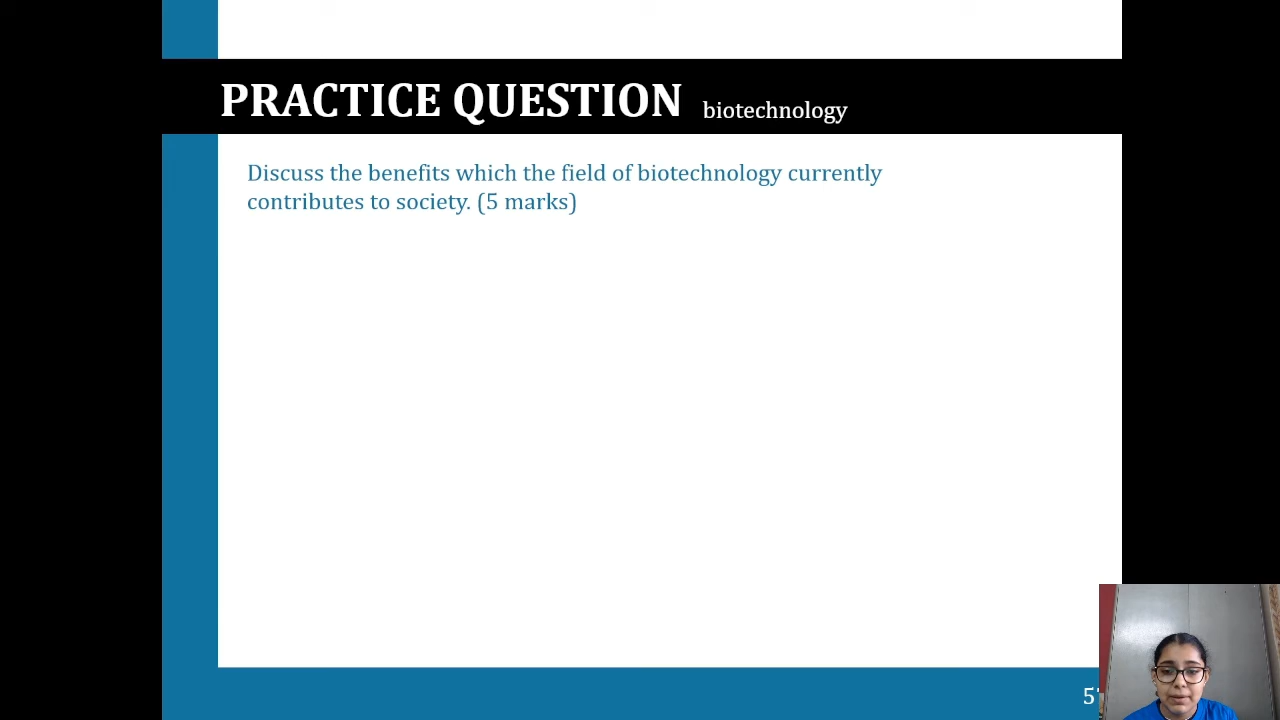 PRACTICE QUESTION biotechnology
Discuss the benefits which the field of biotechnology currently
contributes to society. (5 marks)